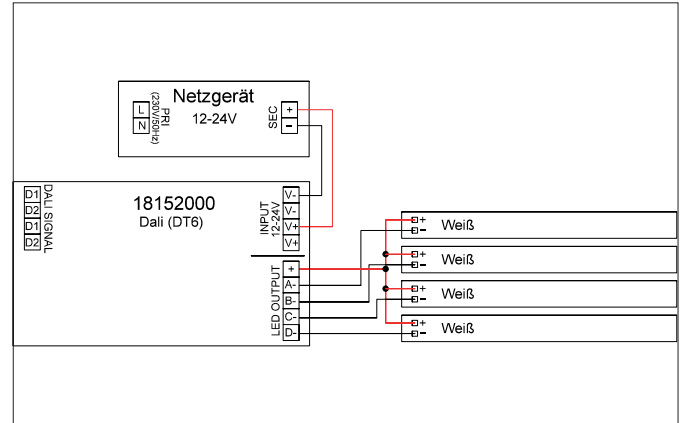 Netzgerät
12-24V
L
N
PRI
(230V/50Hz)
SEC
+
–
D1
D2
D1
D2
DALI SIGNAL
18152000
Dali (DT6)
INPUT
12-24V
V-
V-
V+
V+
LED OUTPUT
+
A-
B-
C-
D-
+
–
Weiß
+
–
Weiß
+
–
Weiß
+
–
Weiß